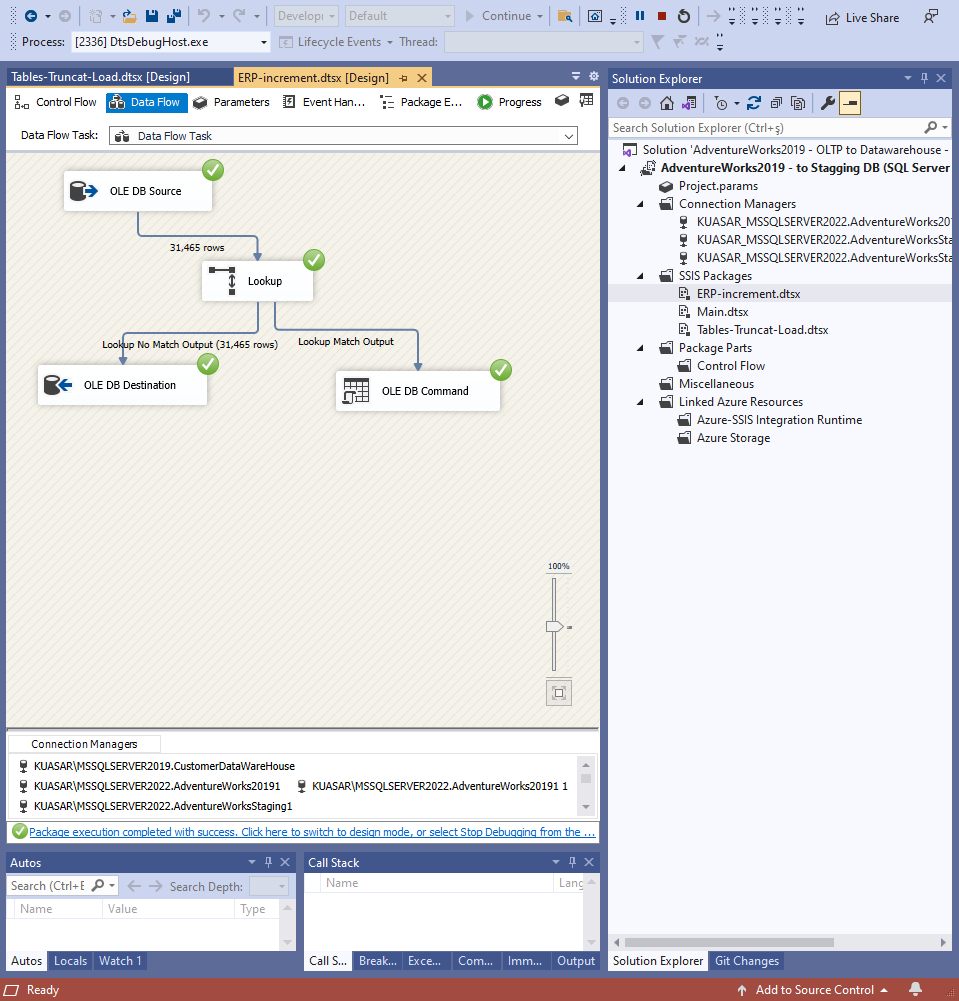 Develop
Default
Continue
Live Share
Process:
[2336] DtsDebugHost.exe
Lifecycle Events
Thread:
Tables-Truncat-Load.dtsx [Design]
ERP-increment.dtsx [Design]
Control Flow
Data Flow
Parameters
Event Han...
Package E...
Progress
Data Flow Task:
Data Flow Task
OLE DB Source
31,465 rows
Lookup
Lookup No Match Output (31,465 rows)
Lookup Match Output
OLE DB Destination
OLE DB Command
100%
Connection Managers
KUASAR\MSSQLSERVER2019.CustomerDataWareHouse
KUASAR\MSSQLSERVER2022.AdventureWorks20191
KUASAR\MSSQLSERVER2022.AdventureWorks20191 1
KUASAR\MSSQLSERVER2022.AdventureWorksStaging1
Package execution completed with success. Click here to switch to design mode, or select Stop Debugging from the ...
Autos
Search (Ctrl+E
Search Depth:
Name
Value
Type
Autos
Locals
Watch 1
Call Stack
Name
Lang
Call S...
Break...
Exce...
Com...
Imm...
Output
Solution Explorer
Search Solution Explorer (Ctrl+ş)
Solution 'AdventureWorks2019 - OLTP to Datawarehouse -
AdventureWorks2019 - to Stagging DB (SQL Server
Project.params
Connection Managers
KUASAR_MSSQLSERVER2022.AdventureWorks201
KUASAR_MSSQLSERVER2022.AdventureWorksSta
KUASAR_MSSQLSERVER2022.AdventureWorksSta
SSIS Packages
ERP-increment.dtsx
Main.dtsx
Tables-Truncat-Load.dtsx
Package Parts
Control Flow
Miscellaneous
Linked Azure Resources
Azure-SSIS Integration Runtime
Azure Storage
Solution Explorer
Git Changes
Ready
Add to Source Control